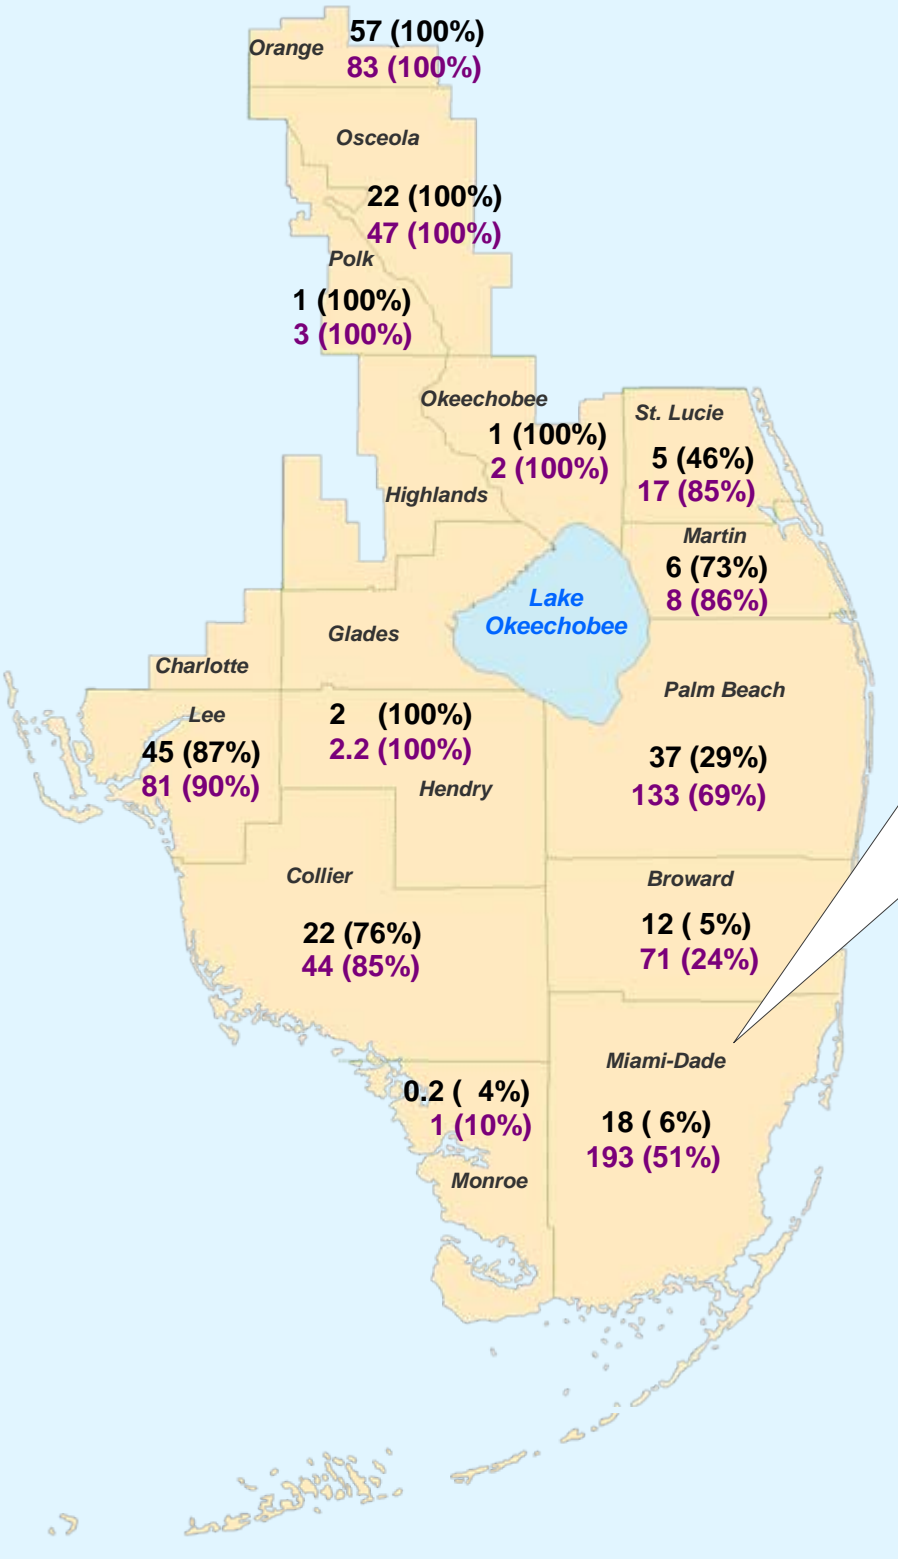 Orange
57 (100%)
83 (100%)
Osceola
22 (100%)
47 (100%)
Polk
1 (100%)
3 (100%)
Okeechobee
1 (100%)
2 (100%)
St. Lucie
5 (46%)
17 (85%)
Highlands
Martin
6 (73%)
8 (86%)
Lake
Okeechobee
Glades
Charlotte
Palm Beach
37 (29%)
133 (69%)
Lee
45 (87%)
81 (90%)
2 (100%)
2.2 (100%)
Hendry
Collier
22 (76%)
44 (85%)
Broward
12 ( 5%)
71 (24%)
Miami-Dade
18 ( 6%)
193 (51%)
0.2 ( 4%)
1 (10%)
Monroe